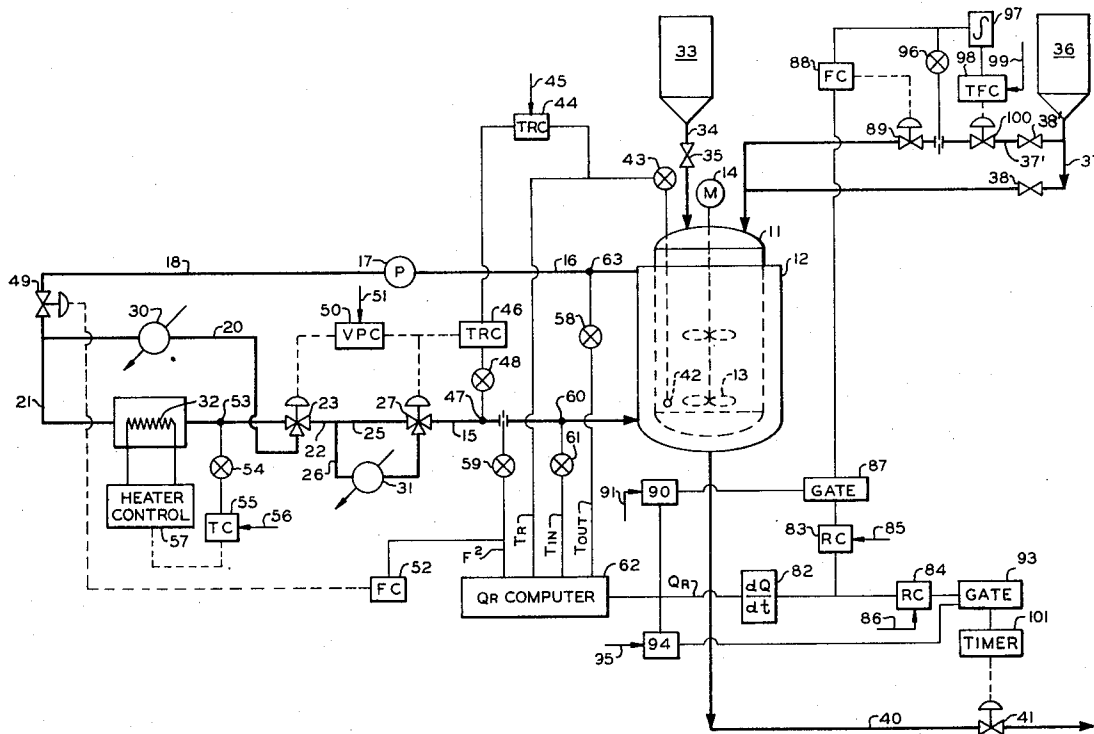 34
33
45
44
TRC
35
43
14
M
11
12
88
FC
96
97
∫
98
99
TFC
36
38'
89
100
37'
37
38
49
18
17
P
16
63
30
20
50
51
VPC
46
TRC
58
48
21
32
53
23
27
47
60
42
13
22
25
15
54
26
31
59
61
HEATER
CONTROL
57
55
TC
56
F²
TR
TIN
TOUT
62
52
FC
QR COMPUTER
QR
82
dQ
dt
91
90
87
GATE
83
RC
85
84
RC
86
93
GATE
95
94
101
TIMER
40
41